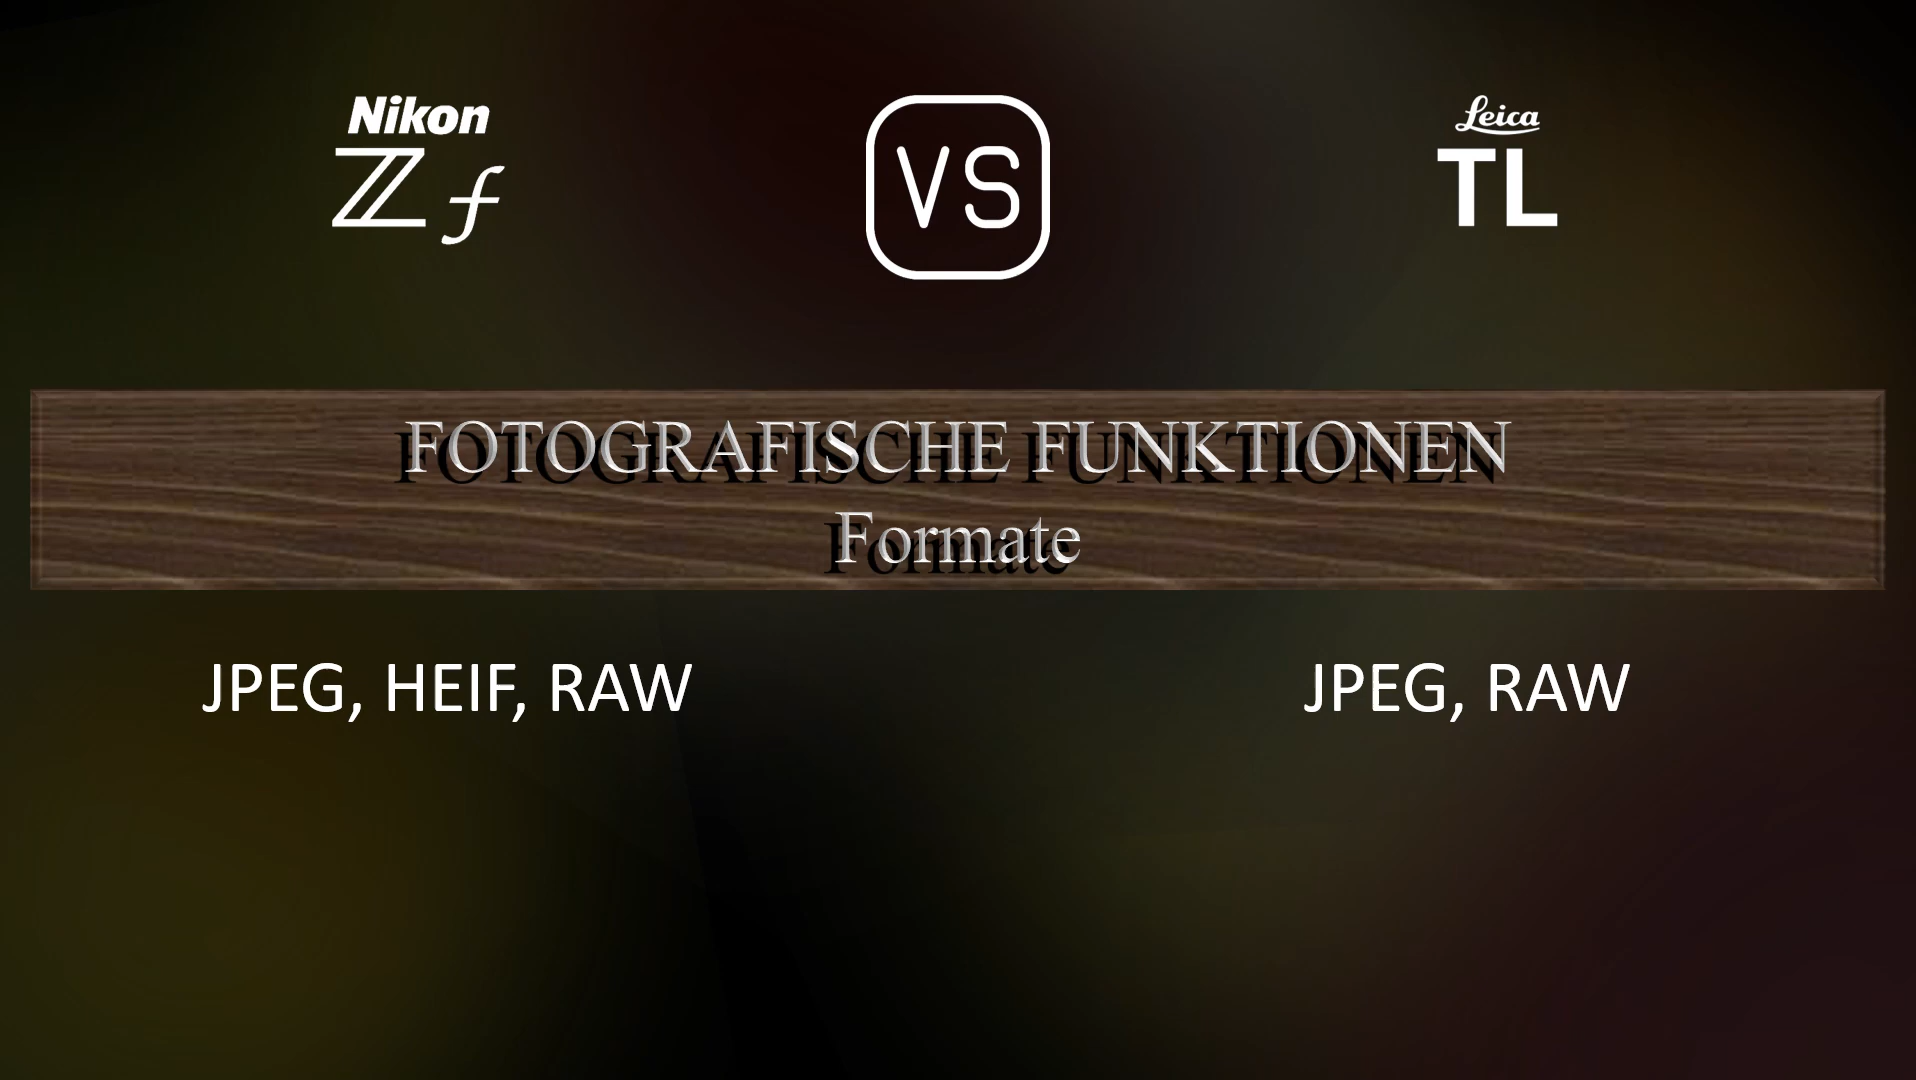 Nikon
Z f
VS
Leica
TL
FOTOGRAFISCHE FUNKTIONEN
Formate
JPEG, HEIF, RAW
JPEG, RAW